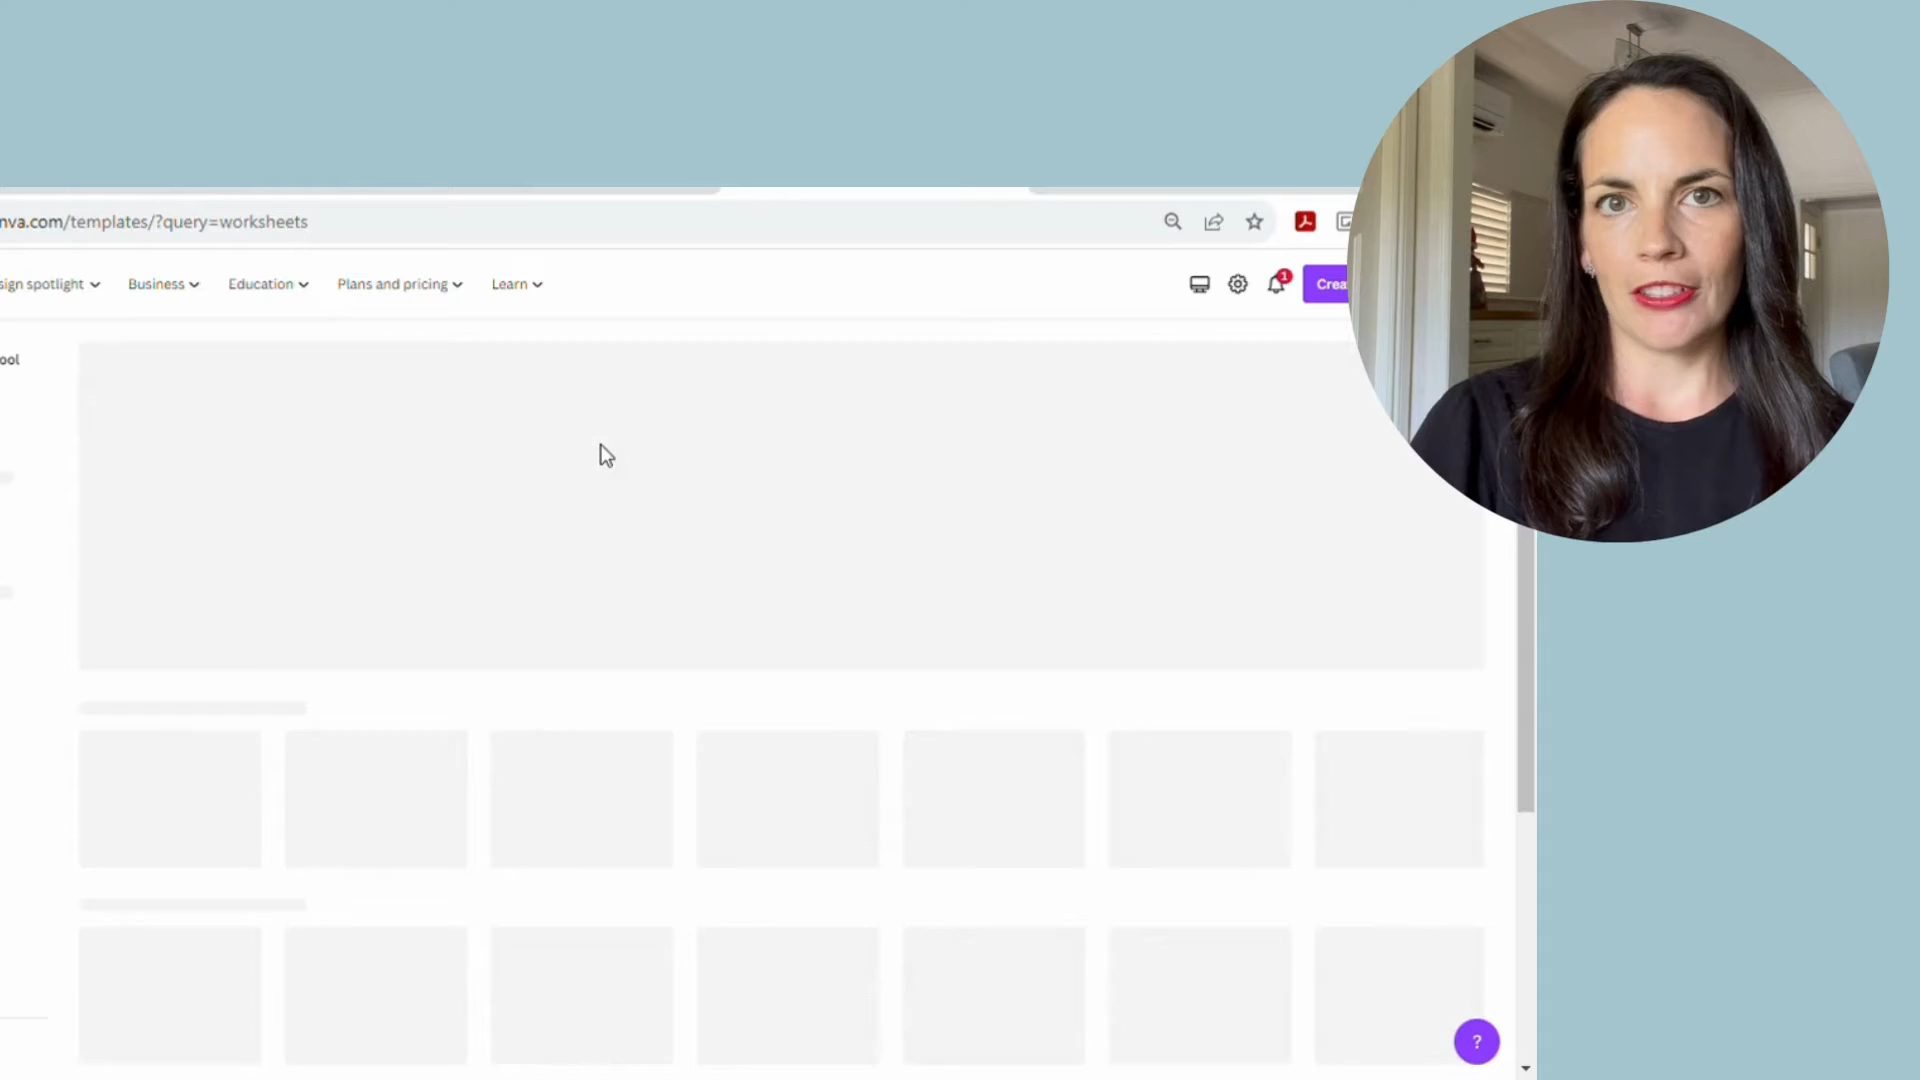 nva.com/templates/?query=worksheets
sign spotlight Business Education Plans and pricing Learn 1 Crea
ool
?